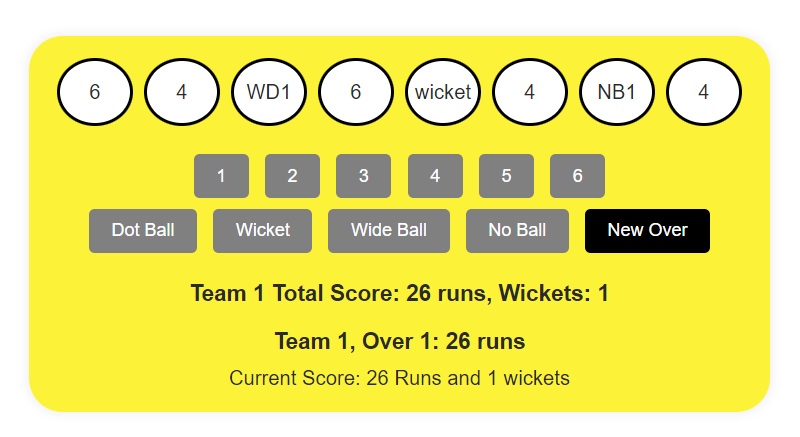 6 4 WD1 6 wicket 4 NB1 4
1 2 3 4 5 6
Dot Ball Wicket Wide Ball No Ball New Over
Team 1 Total Score: 26 runs, Wickets: 1
Team 1, Over 1: 26 runs
Current Score: 26 Runs and 1 wickets